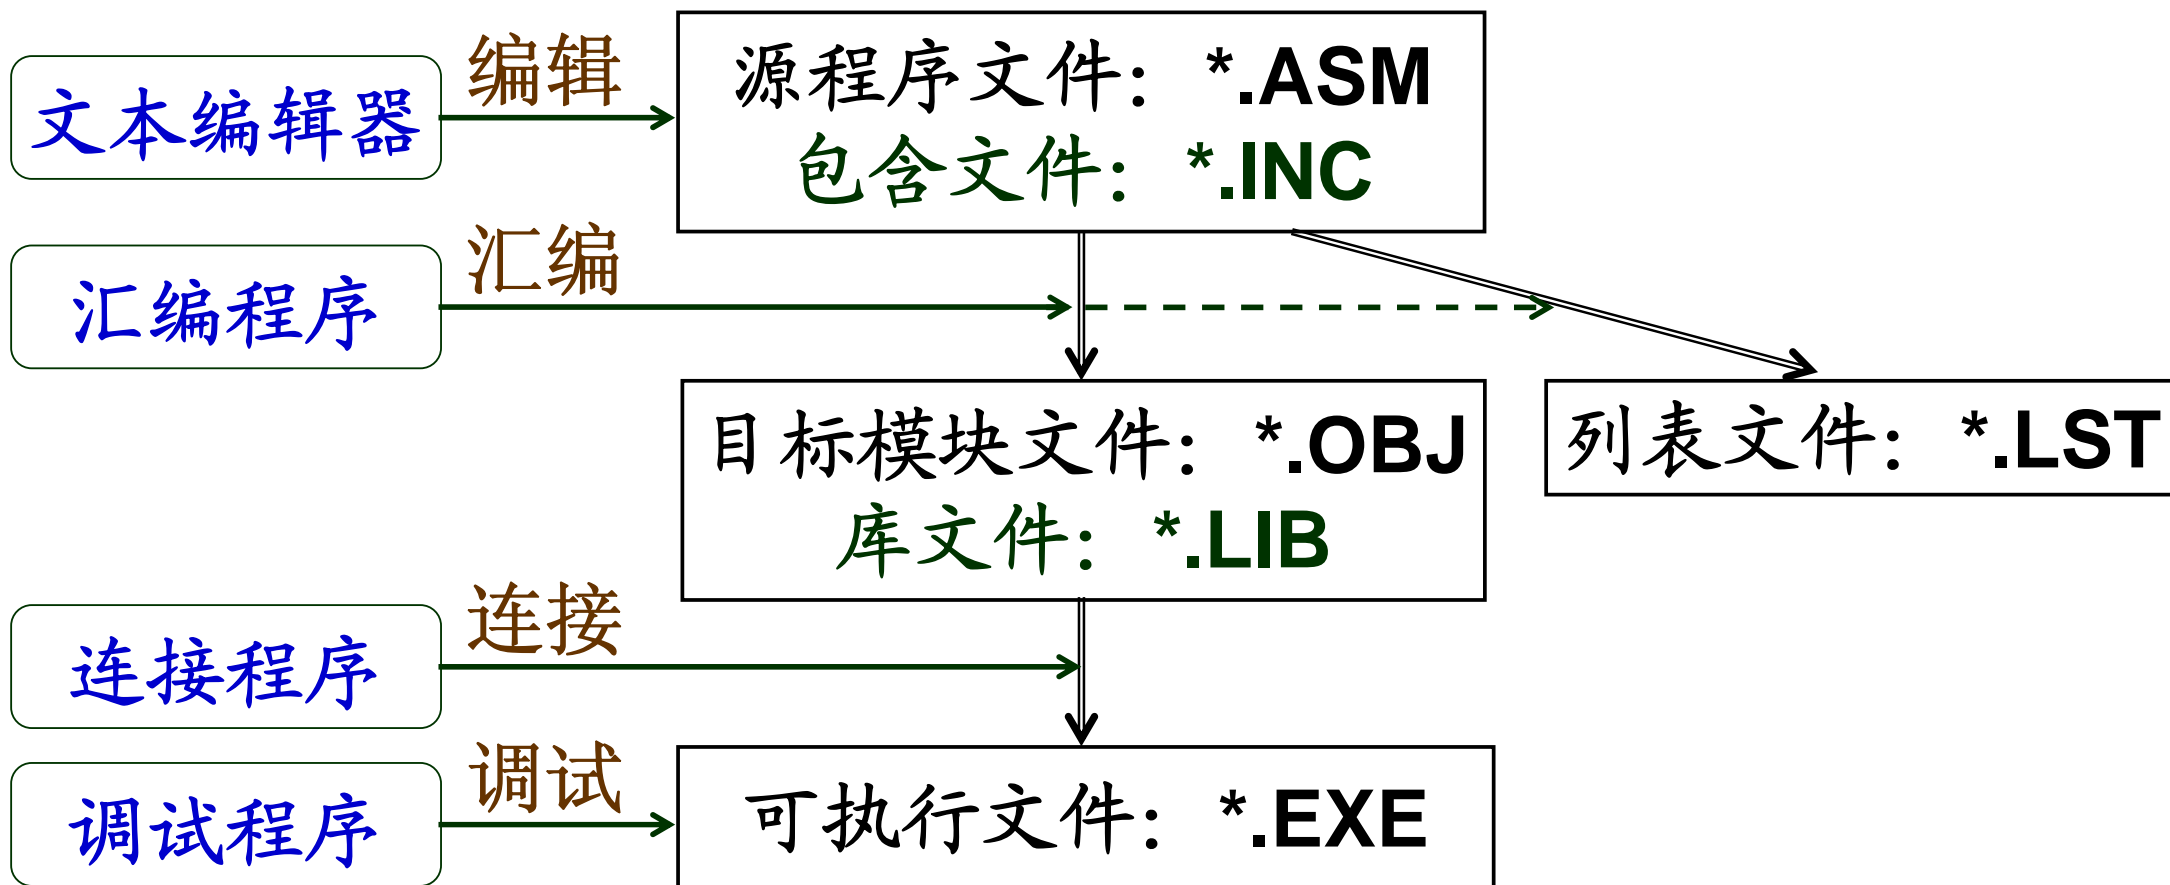 文本编辑器
编辑
源程序文件： *.ASM
包含文件： *.INC
汇编程序
汇编
目标模块文件： *.OBJ
库文件： *.LIB
列表文件： *.LST
连接程序
连接
调试程序
调试
可执行文件： *.EXE